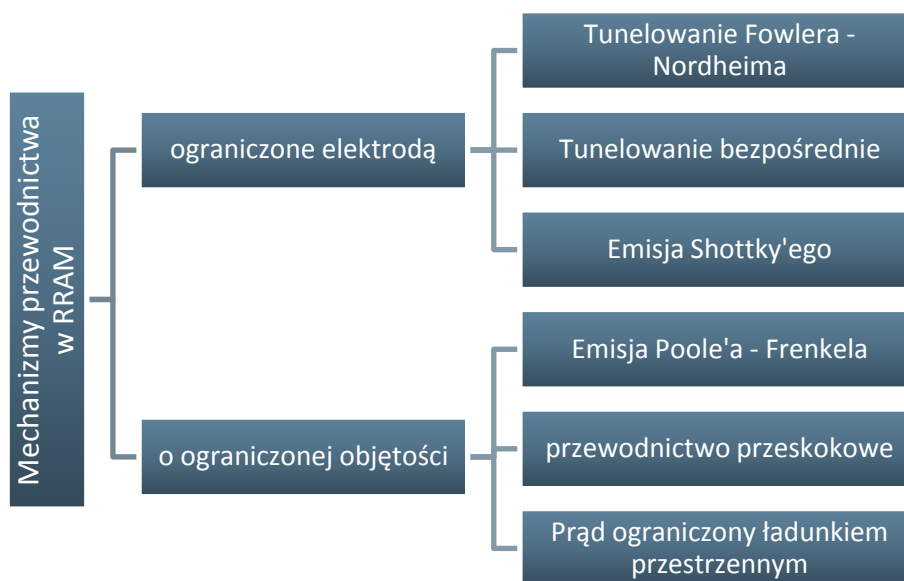 Mechanizmy przewodnictwa
w RRAM
ograniczone elektrodą
Tunelowanie Fowlera -
Nordheima
Tunelowanie bezpośrednie
Emisja Shottky'ego
o ograniczonej objętości
Emisja Poole'a - Frenkela
przewodnictwo przeskokowe
Prąd ograniczony ładunkiem
przestrzennym